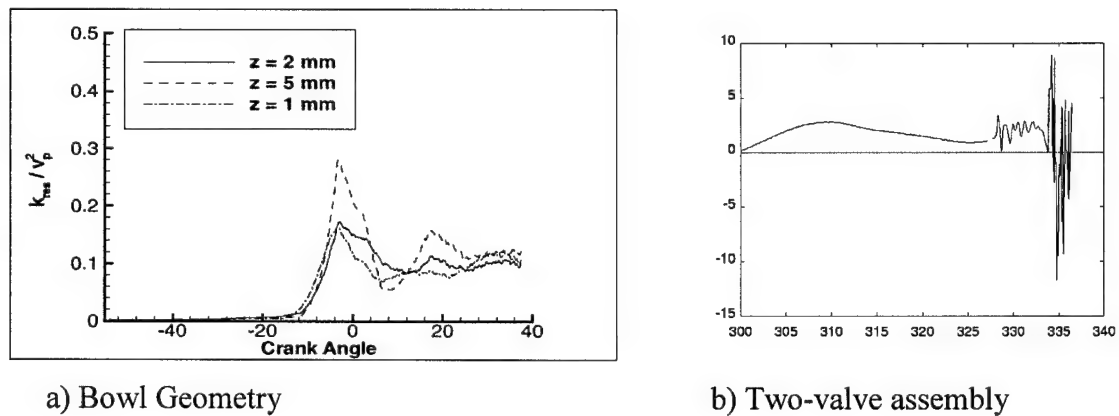 0.5
0.4
0.3
0.2
0.1
0
k_res / V_p^2
z = 2 mm
z = 5 mm
z = 1 mm
-40 -20 0 20 40
Crank Angle
10
5
0
-5
-10
-15
300 305 310 315 320 325 330 335 340
a) Bowl Geometry
b) Two-valve assembly